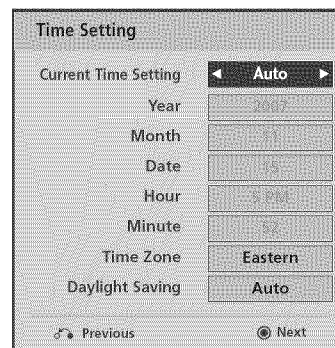 Time Setting
Current Time Setting Auto
Year 2007
Month 11
Date 15
Hour 5 PM
Minute 52
Time Zone Eastern
Daylight Saving Auto
Previous Next